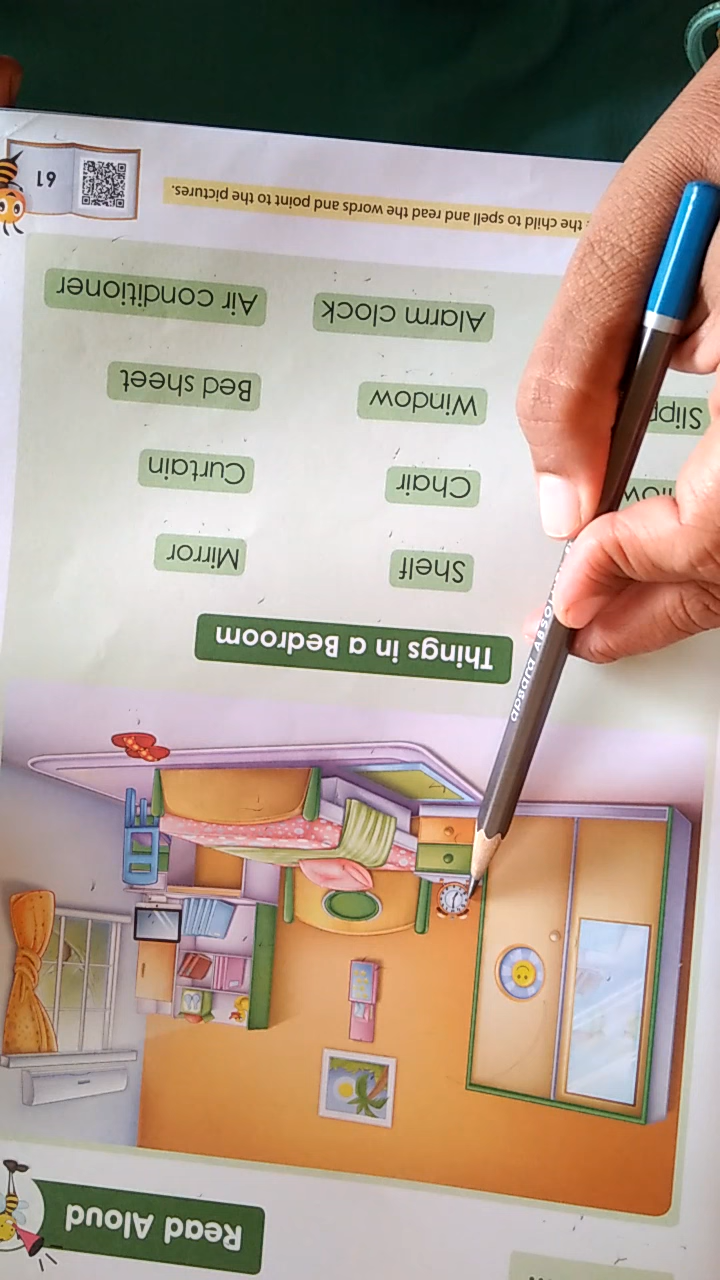 Read Aloud
Things in a Bedroom
Shelf Mirror
Chair Curtain
Window Bed sheet
Alarm clock Air conditioner
the child to spell and read the words and point to the pictures.
61
apsara